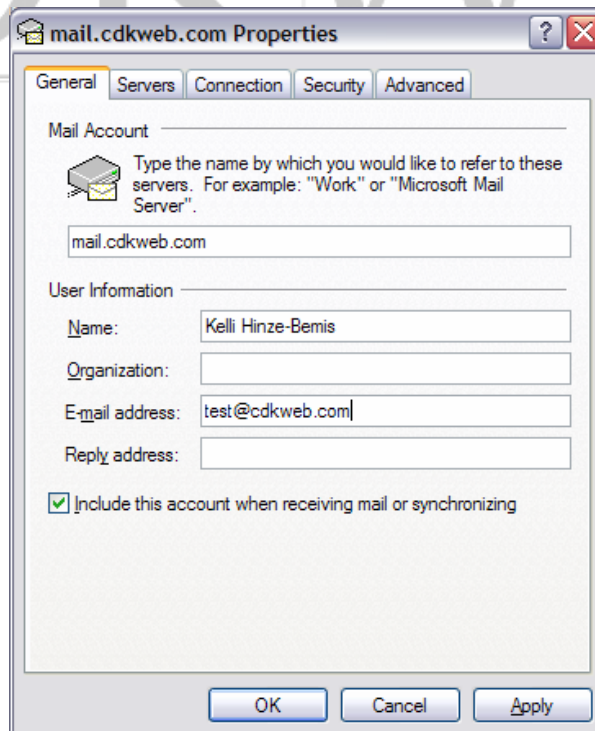 mail.cdkweb.com Properties
General Servers Connection Security Advanced
Mail Account
Type the name by which you would like to refer to these
servers. For example: "Work" or "Microsoft Mail
Server".
mail.cdkweb.com
User Information
Name: Kelli Hinze-Bemis
Organization:
E-mail address: test@cdkweb.com
Reply address:
Include this account when receiving mail or synchronizing
OK Cancel Apply